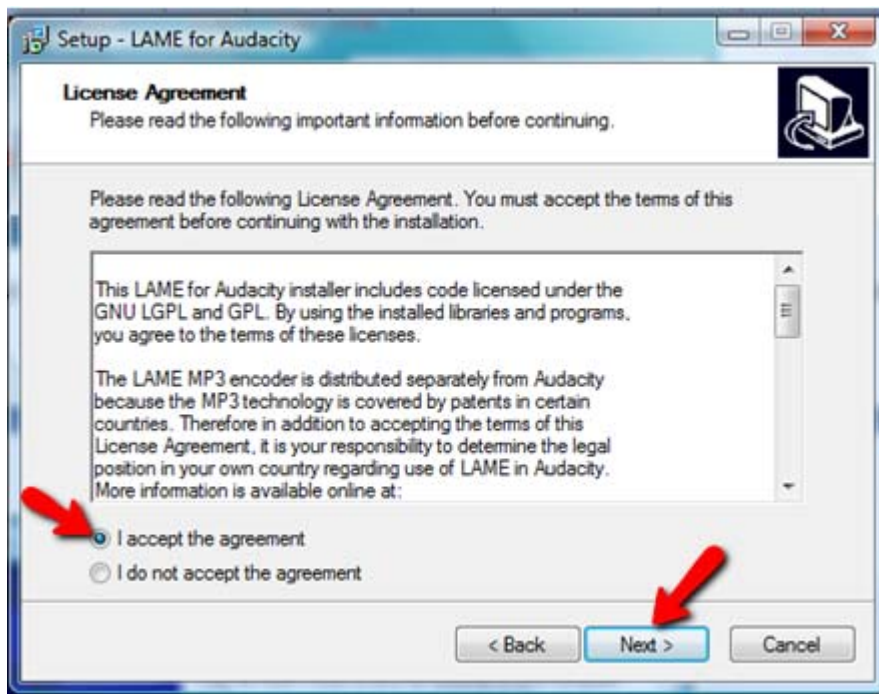 Setup - LAME for Audacity
License Agreement
Please read the following important information before continuing.
Please read the following License Agreement. You must accept the terms of this
agreement before continuing with the installation.
This LAME for Audacity installer includes code licensed under the
GNU LGPL and GPL. By using the installed libraries and programs,
you agree to the terms of these licenses.
The LAME MP3 encoder is distributed separately from Audacity
because the MP3 technology is covered by patents in certain
countries. Therefore in addition to accepting the terms of this
License Agreement, it is your responsibility to determine the legal
position in your own country regarding use of LAME in Audacity.
More information is available online at:
I accept the agreement
I do not accept the agreement
< Back Next > Cancel